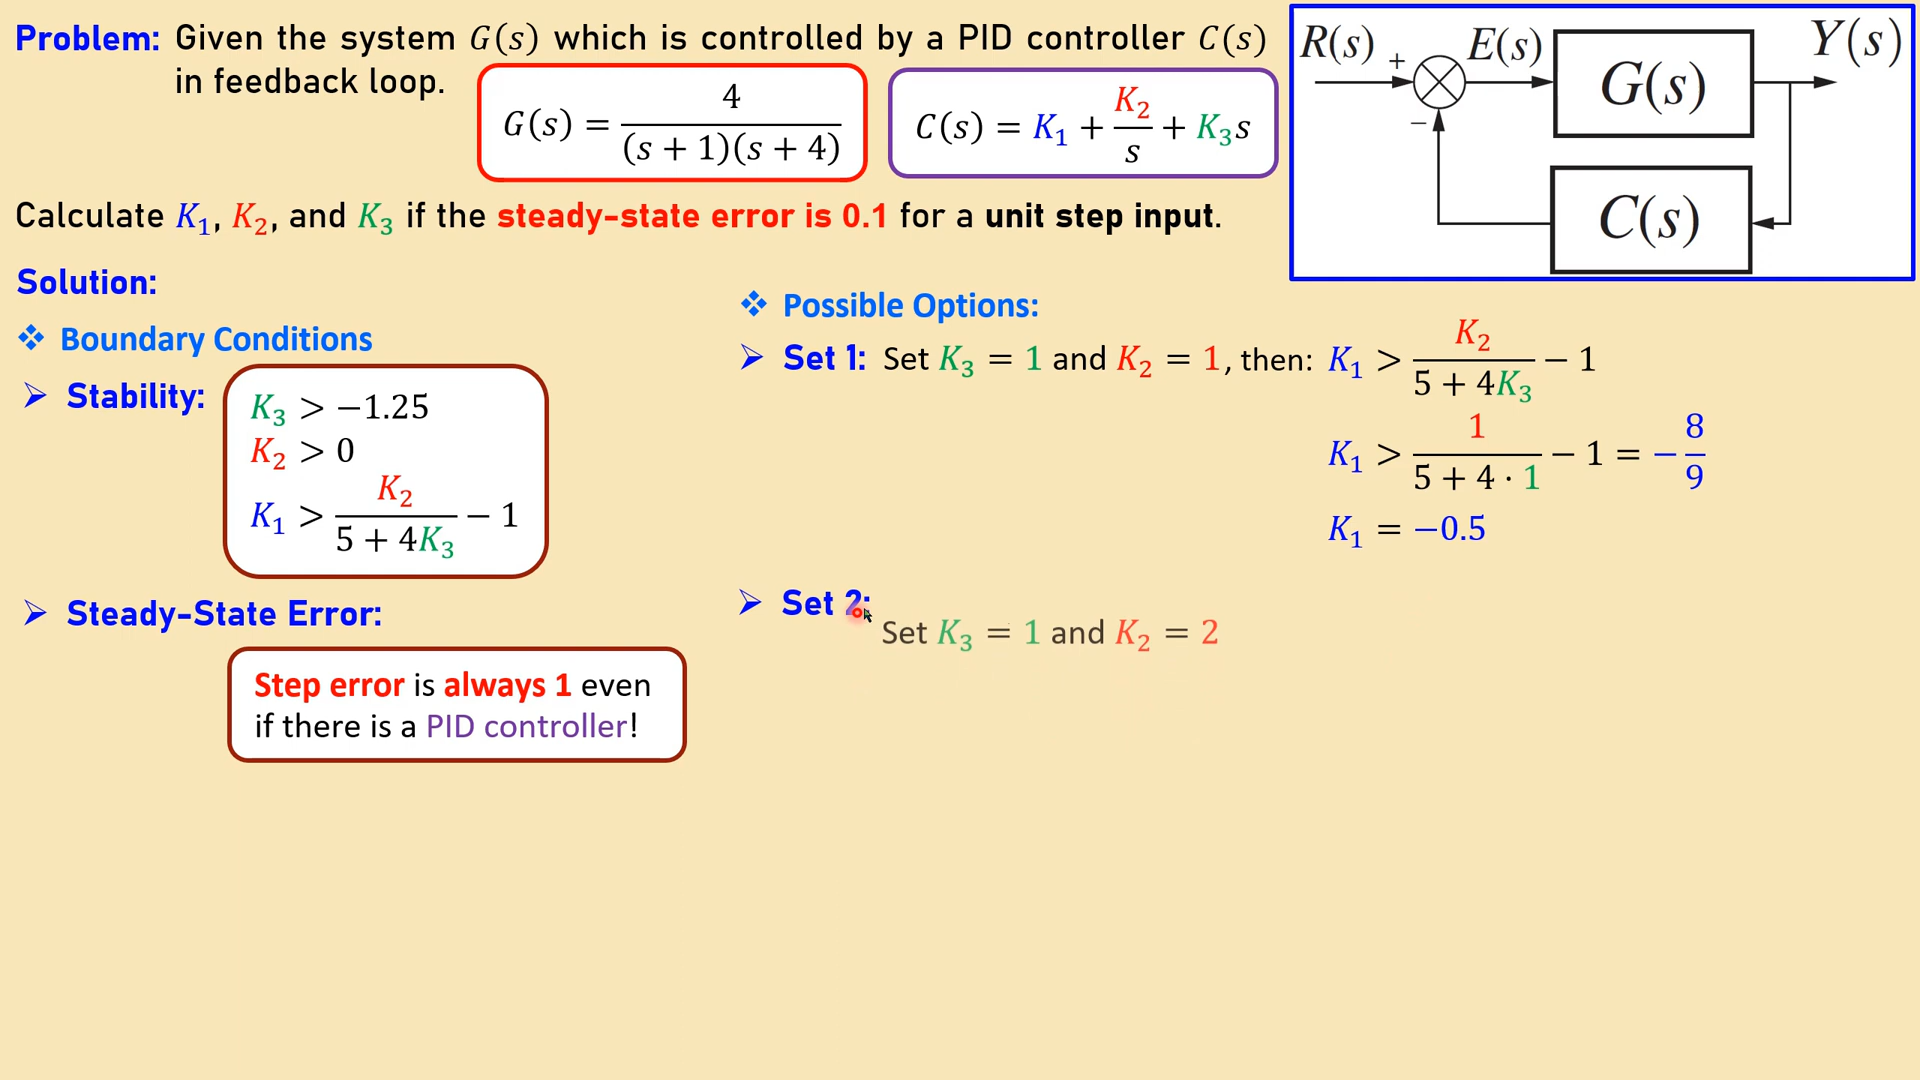 Problem: Given the system G(s) which is controlled by a PID controller C(s)
in feedback loop.
G(s) = 4 / (s + 1)(s + 4)
C(s) = K₁ + K₂/s + K₃s
R(s) + E(s) G(s) Y(s)
− C(s)
Calculate K₁, K₂, and K₃ if the steady-state error is 0.1 for a unit step input.
Solution:
❖ Boundary Conditions
➢ Stability:
K₃ > −1.25
K₂ > 0
K₁ > K₂ / (5 + 4K₃) − 1
➢ Steady-State Error:
Step error is always 1 even
if there is a PID controller!
❖ Possible Options:
➢ Set 1: Set K₃ = 1 and K₂ = 1, then: K₁ > K₂ / (5 + 4K₃) − 1
K₁ > 1 / (5 + 4 · 1) − 1 = −8/9
K₁ = −0.5
➢ Set 2:
Set K₃ = 1 and K₂ = 2